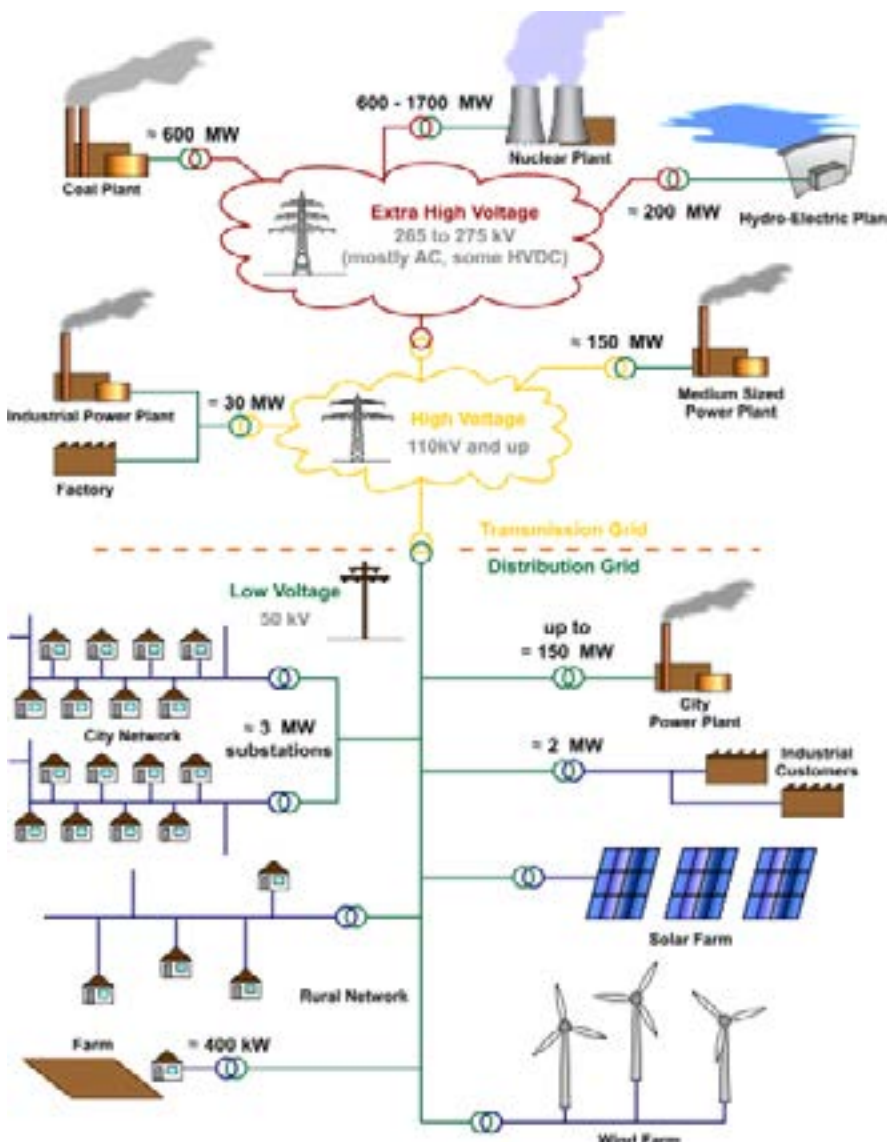 600 - 1700 MW
≈ 600 MW
Nuclear Plant
Coal Plant
Extra High Voltage
265 to 275 kV
(mostly AC, some HVDC)
≈ 200 MW
Hydro-Electric Plan
≈ 150 MW
Medium Sized
Power Plant
Industrial Power Plant
≈ 30 MW
High Voltage
110kV and up
Factory
Transmission Grid
Distribution Grid
Low Voltage
50 kV
up to
≈ 150 MW
City
Power Plant
City Network
≈ 3 MW
substations
≈ 2 MW
Industrial
Customers
Solar Farm
Rural Network
Farm
≈ 400 kW
Wind Farm